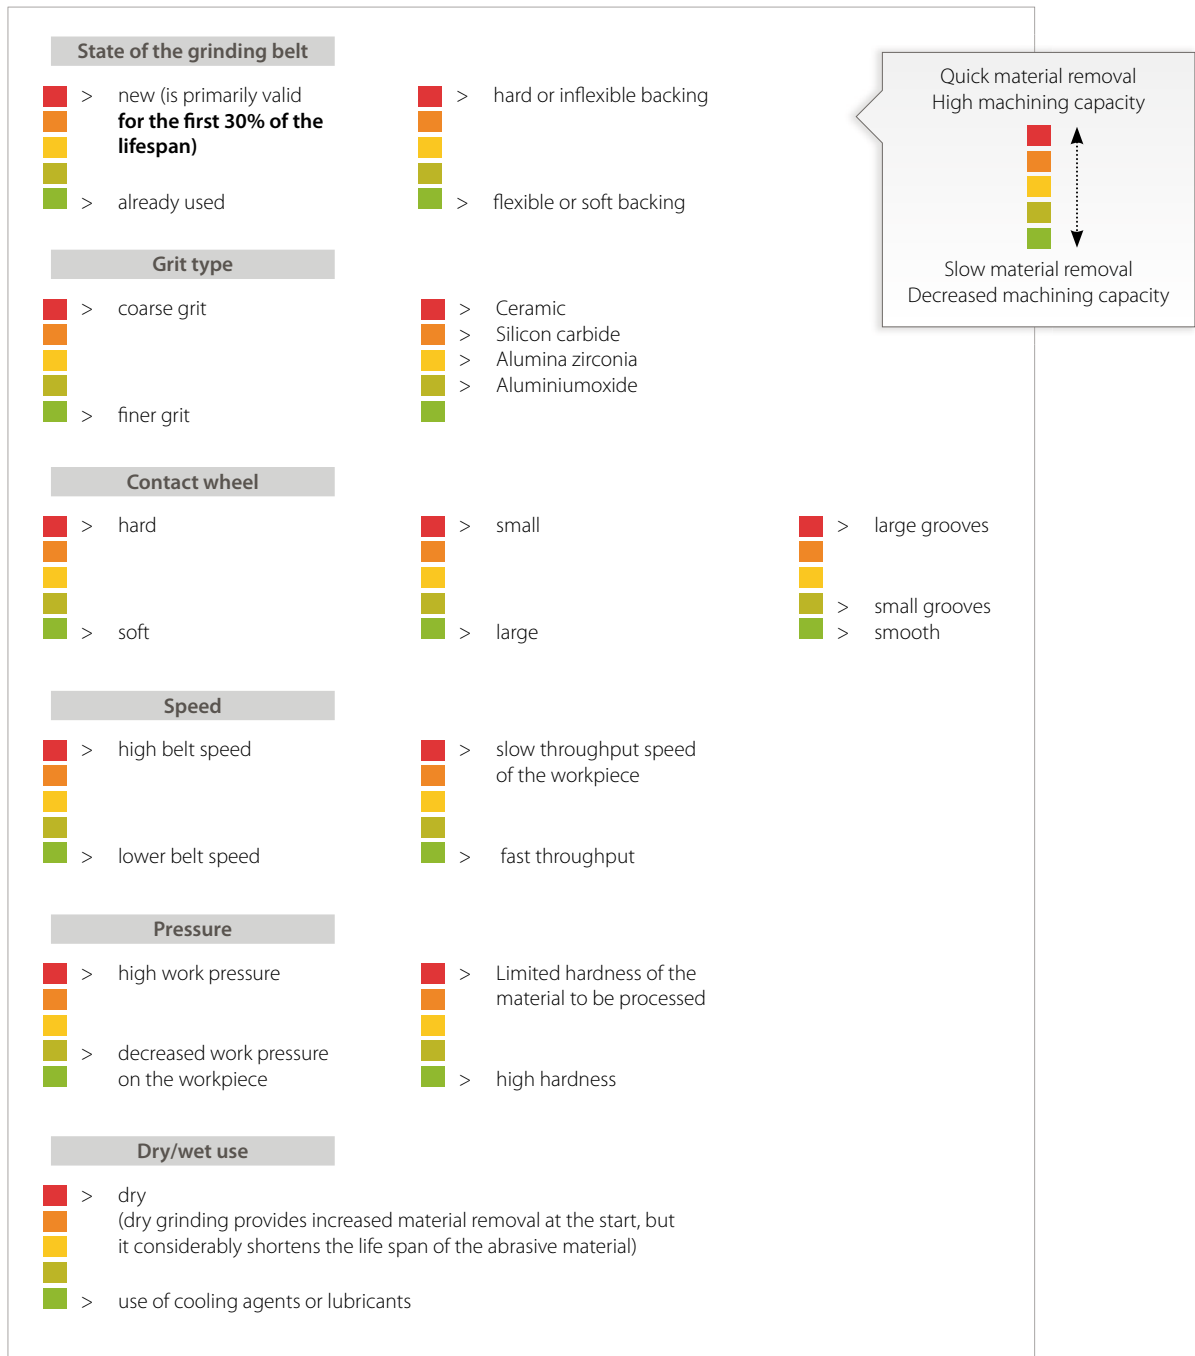 State of the grinding belt
> new (is primarily valid
for the first 30% of the
lifespan)
> already used
> hard or inflexible backing
> flexible or soft backing
Quick material removal
High machining capacity
Slow material removal
Decreased machining capacity
Grit type
> coarse grit
> finer grit
> Ceramic
> Silicon carbide
> Alumina zirconia
> Aluminiumoxide
Contact wheel
> hard
> soft
> small
> large
> large grooves
> small grooves
> smooth
Speed
> high belt speed
> lower belt speed
> slow throughput speed
of the workpiece
> fast throughput
Pressure
> high work pressure
> decreased work pressure
on the workpiece
> Limited hardness of the
material to be processed
> high hardness
Dry/wet use
> dry
(dry grinding provides increased material removal at the start, but
it considerably shortens the life span of the abrasive material)
> use of cooling agents or lubricants